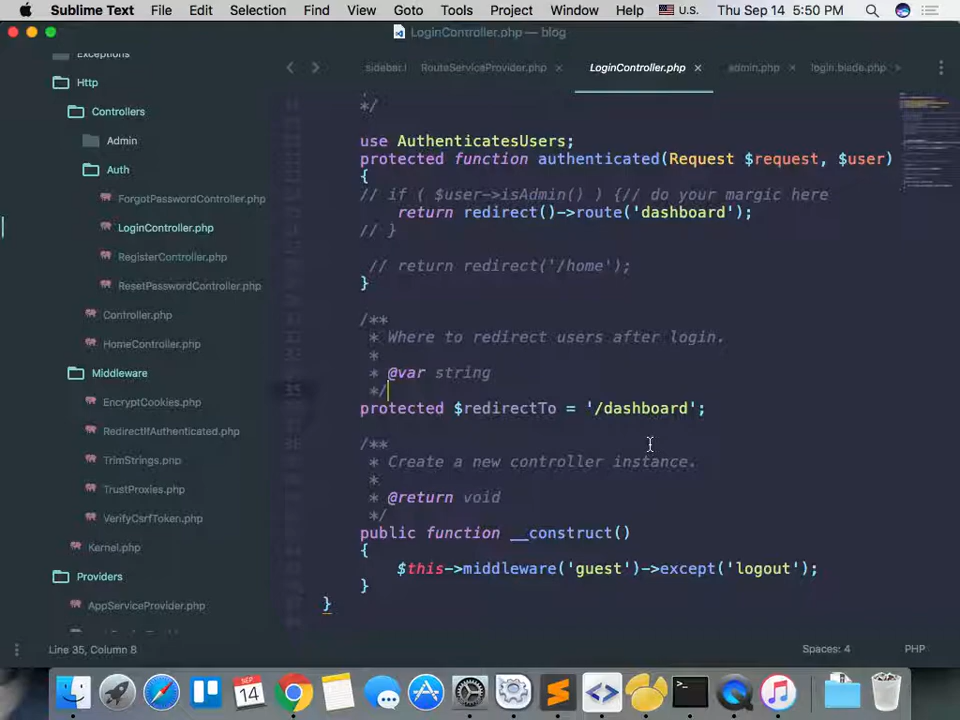 Sublime Text File Edit Selection Find View Goto Tools Project Window Help U.S. Thu Sep 14 5:50 PM
LoginController.php — blog
sidebar.l RouteServiceProvider.php × LoginController.php × admin.php × login.blade.php
Exceptions
Http
Controllers
Admin
Auth
ForgotPasswordController.php
LoginController.php
RegisterController.php
ResetPasswordController.php
Controller.php
HomeController.php
Middleware
EncryptCookies.php
RedirectIfAuthenticated.php
TrimStrings.php
TrustProxies.php
VerifyCsrfToken.php
Kernel.php
Providers
AppServiceProvider.php
*/
use AuthenticatesUsers;
protected function authenticated(Request $request, $user)
{
// if ( $user->isAdmin() ) {// do your margic here
return redirect()->route('dashboard');
// }
// return redirect('/home');
}
/**
* Where to redirect users after login.
*
* @var string
35 */
protected $redirectTo = '/dashboard';
/**
* Create a new controller instance.
*
* @return void
*/
public function __construct()
{
$this->middleware('guest')->except('logout');
}
}
Line 35, Column 8 Spaces: 4 PHP
SEP
14